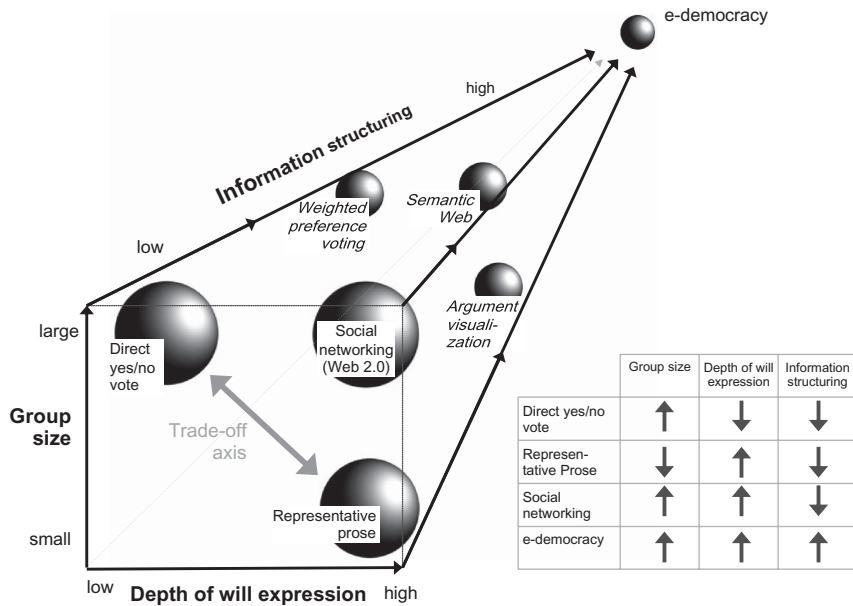 e-democracy
high
Information structuring
low
Weighted
preference
voting
Semantic
Web
Argument
visuali-
zation
large
Direct
yes/no
vote
Social
networking
(Web 2.0)
Group
size
Trade-off
axis
Representative
prose
small
low
Depth of will expression
high
Group size
Depth of will
expression
Information
structuring
Direct yes/no
vote
Represen-
tative Prose
Social
networking
e-democracy